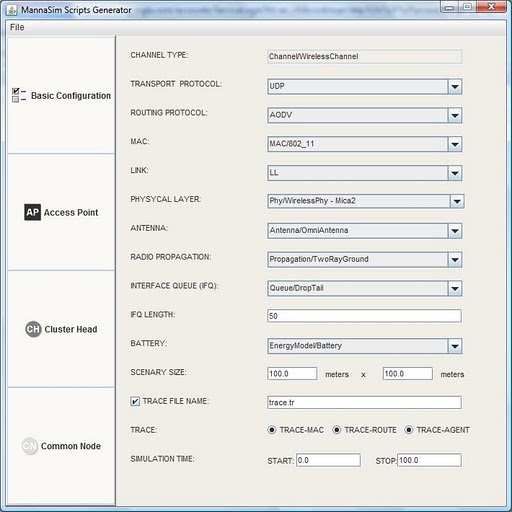 MannaSim Scripts Generator
File
Basic Configuration
AP Access Point
CH Cluster Head
CN Common Node
CHANNEL TYPE: Channel/WirelessChannel
TRANSPORT PROTOCOL: UDP
ROUTING PROTOCOL: AODV
MAC: MAC/802_11
LINK: LL
PHYSYCAL LAYER: Phy/WirelessPhy - Mica2
ANTENNA: Antenna/OmniAntenna
RADIO PROPAGATION: Propagation/TwoRayGround
INTERFACE QUEUE (IFQ): Queue/DropTail
IFQ LENGTH: 50
BATTERY: EnergyModel/Battery
SCENARY SIZE: 100.0 meters x 100.0 meters
TRACE FILE NAME: trace.tr
TRACE: TRACE-MAC TRACE-ROUTE TRACE-AGENT
SIMULATION TIME: START: 0.0 STOP: 100.0